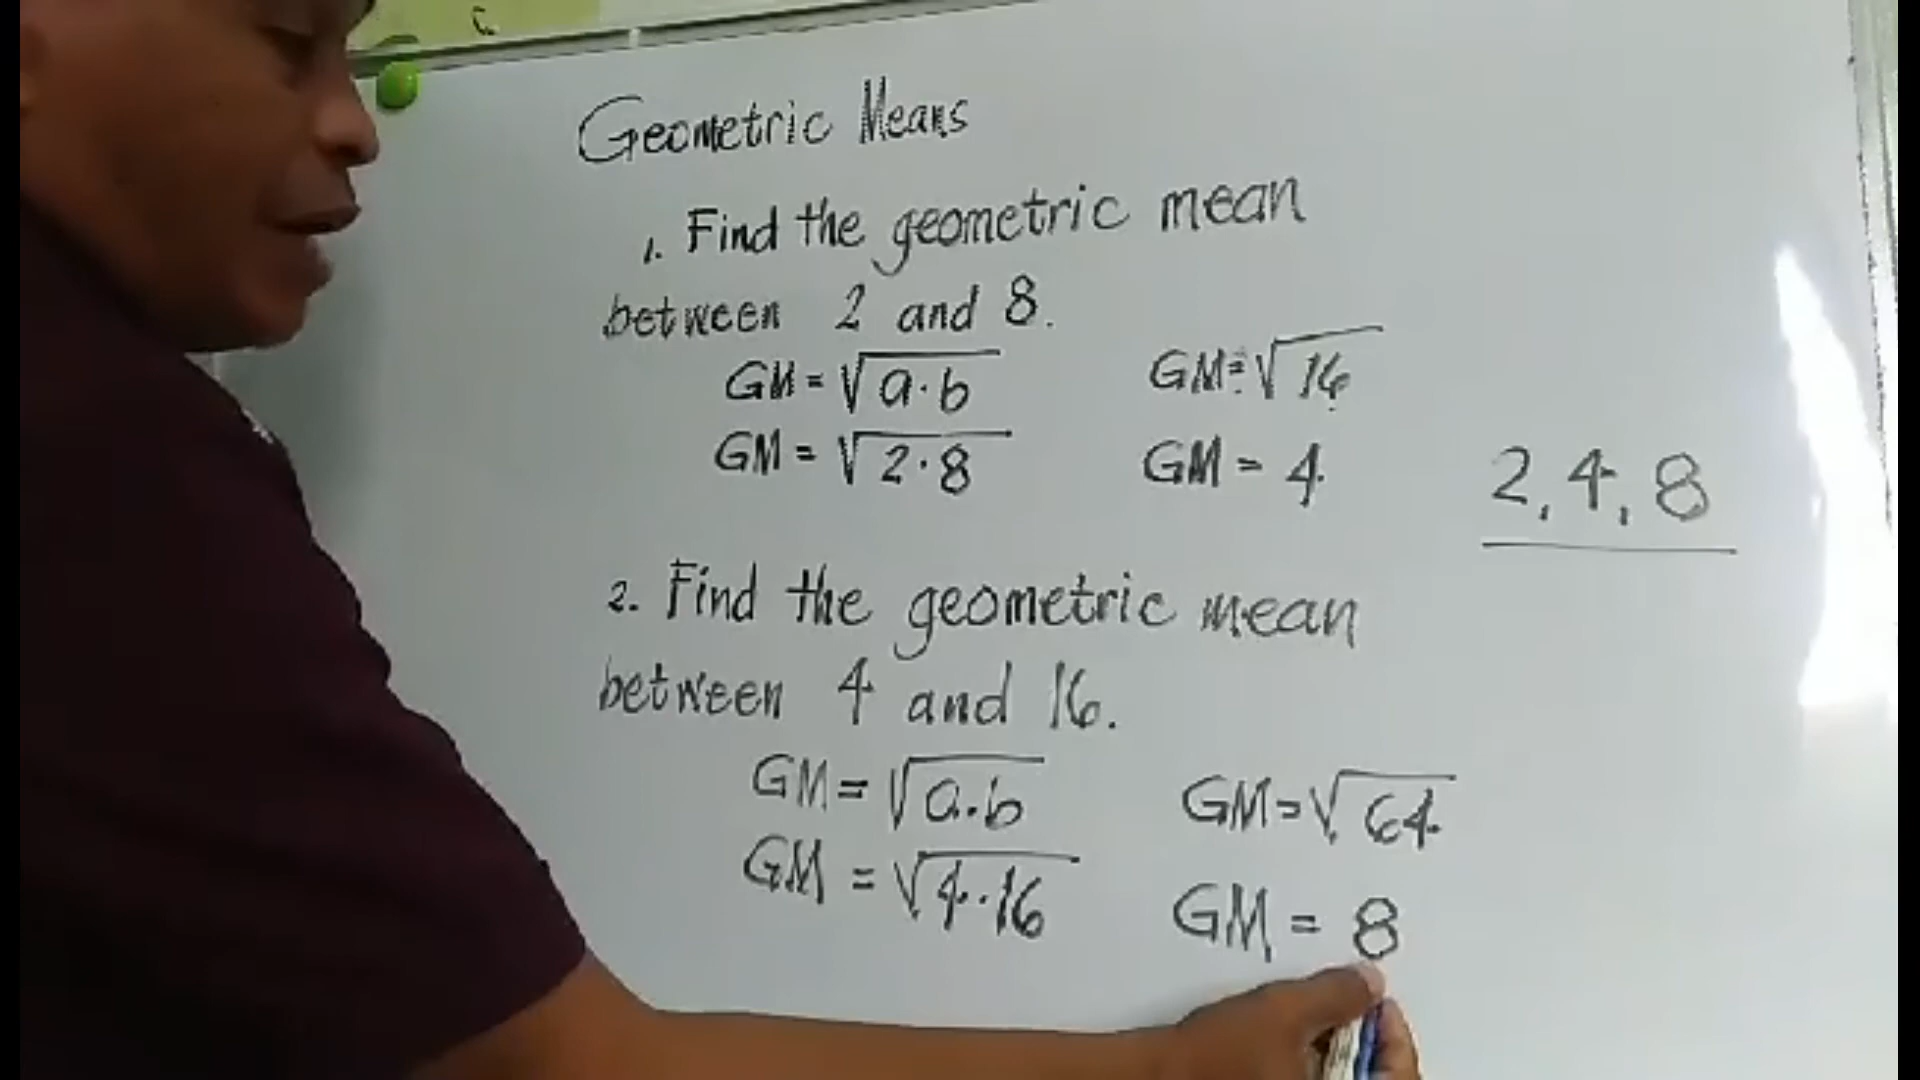 Geometric Means
1. Find the geometric mean
between 2 and 8.
GM = √a·b
GM = √16
GM = √2·8
GM = 4
2, 4, 8
2. Find the geometric mean
between 4 and 16.
GM = √a·b
GM = √64
GM = √4·16
GM = 8